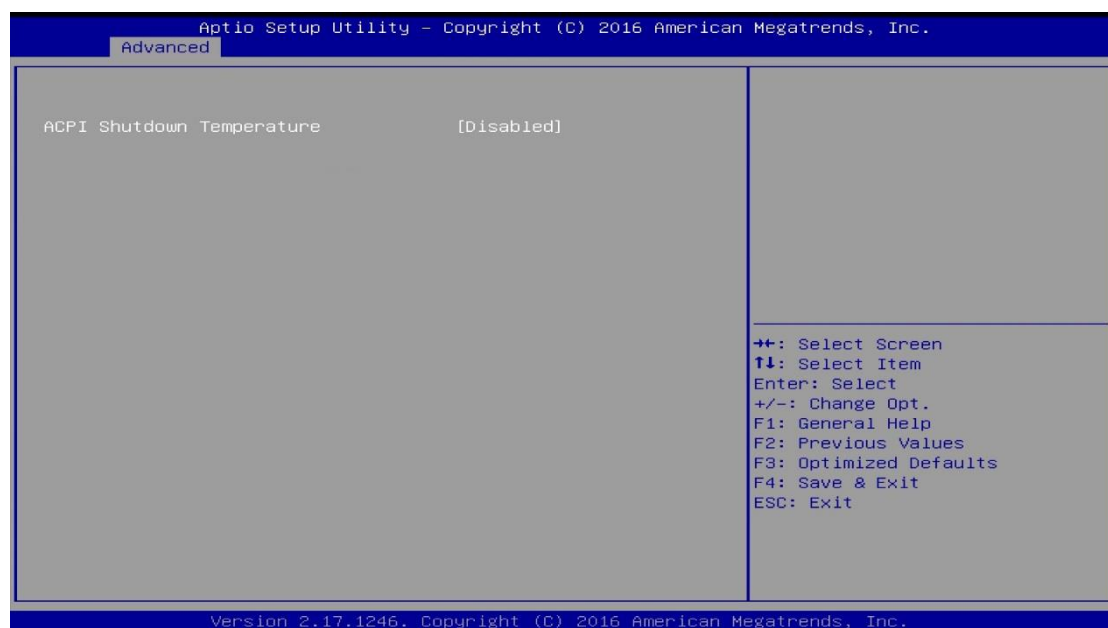 Aptio Setup Utility – Copyright (C) 2016 American Megatrends, Inc.
Advanced
ACPI Shutdown Temperature [Disabled]
→←: Select Screen
↑↓: Select Item
Enter: Select
+/-: Change Opt.
F1: General Help
F2: Previous Values
F3: Optimized Defaults
F4: Save & Exit
ESC: Exit
Version 2.17.1246. Copyright (C) 2016 American Megatrends, Inc.